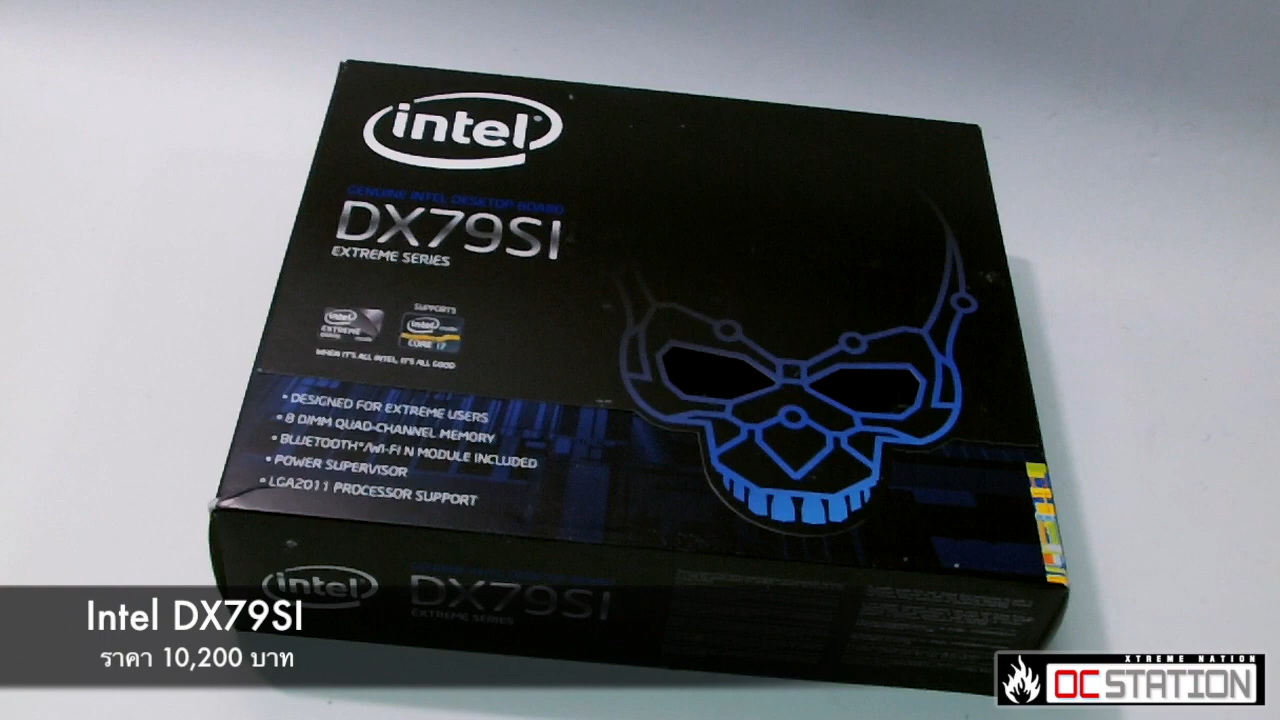 intel
GENUINE INTEL DESKTOP BOARD
DX79SI
EXTREME SERIES
intel
EXTREME
SUPPORTS
intel
CORE i7
WHEN IT'S ALL INTEL, IT'S ALL GOOD
• DESIGNED FOR EXTREME USERS
• 8 DIMM QUAD-CHANNEL MEMORY
• BLUETOOTH*/WI-FI N MODULE INCLUDED
• POWER SUPERVISOR
• LGA2011 PROCESSOR SUPPORT
intel
DX79SI
EXTREME SERIES
Intel DX79SI
ราคา 10,200 บาท
XTREME NATION
OC STATION